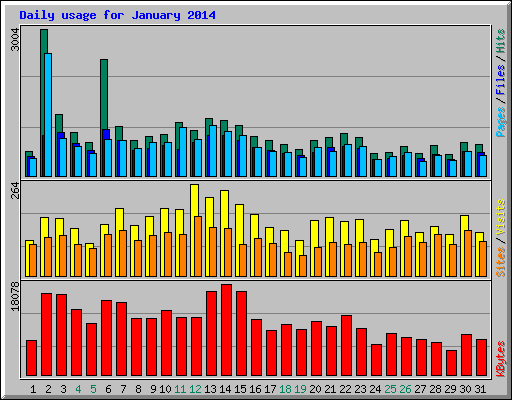 Daily usage for January 2014
3004
Pages / Files / Hits
264
Sites / Visits
18078
KBytes
1 2 3 4 5 6 7 8 9 10 11 12 13 14 15 16 17 18 19 20 21 22 23 24 25 26 27 28 29 30 31